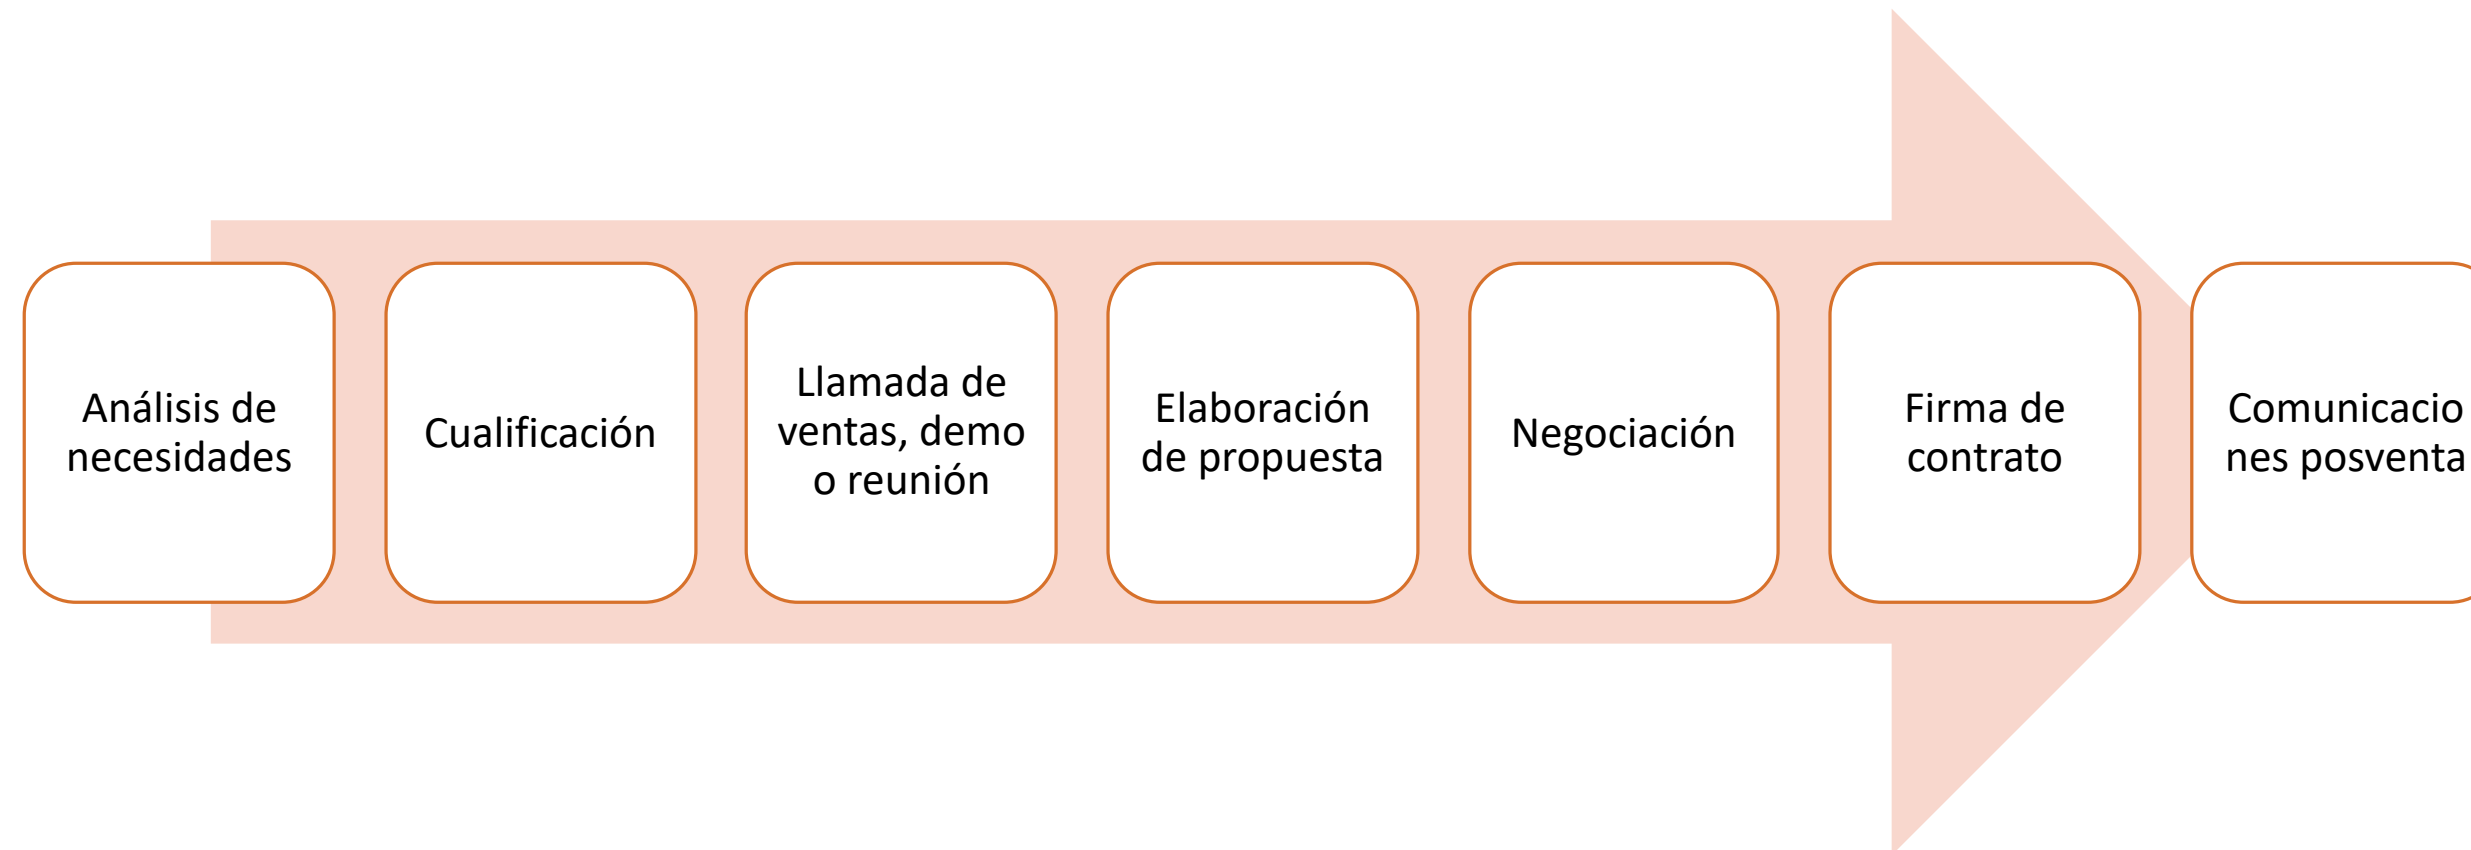 Análisis de
necesidades
Cualificación
Llamada de
ventas, demo
o reunión
Elaboración
de propuesta
Negociación
Firma de
contrato
Comunicacio
nes posventa